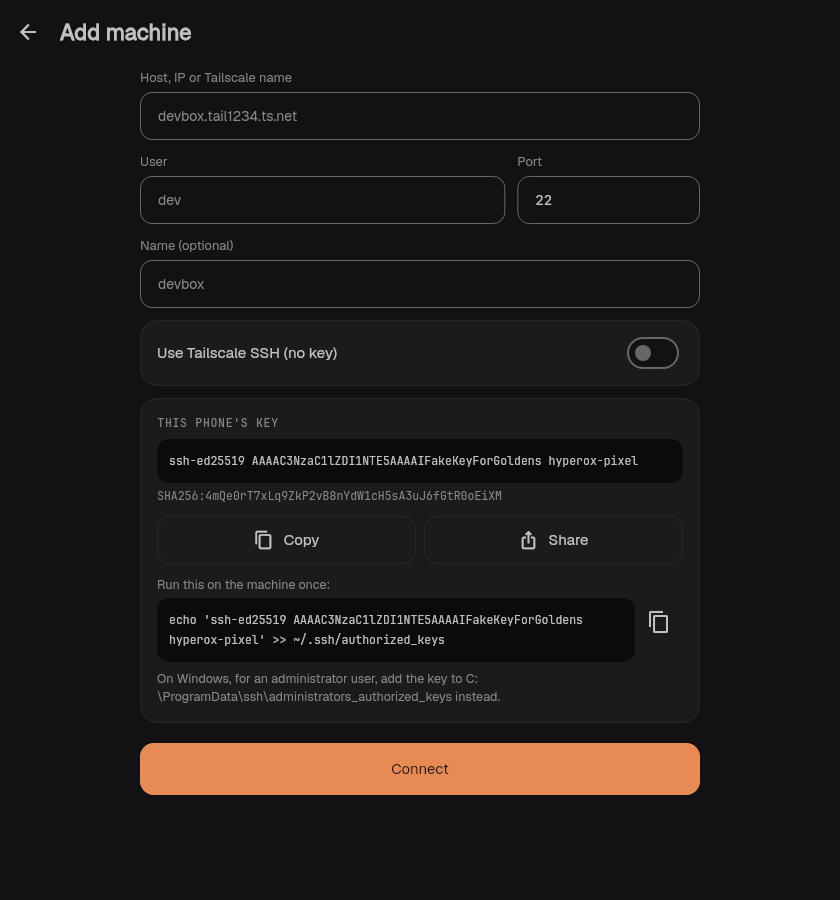 Add machine
Host, IP or Tailscale name
devbox.tail1234.ts.net
User
Port
dev
22
Name (optional)
devbox
Use Tailscale SSH (no key)
THIS PHONE'S KEY
ssh-ed25519 AAAAC3NzaC1lZDI1NTE5AAAAIFakeKeyForGoldens hyperox-pixel
SHA256:4mQe0rT7xLq9ZkP2vB8nYdW1cH5sA3uJ6fGtR0oEiXM
Copy
Share
Run this on the machine once:
echo 'ssh-ed25519 AAAAC3NzaC1lZDI1NTE5AAAAIFakeKeyForGoldens
hyperox-pixel' >> ~/.ssh/authorized_keys
On Windows, for an administrator user, add the key to C:
\ProgramData\ssh\administrators_authorized_keys instead.
Connect